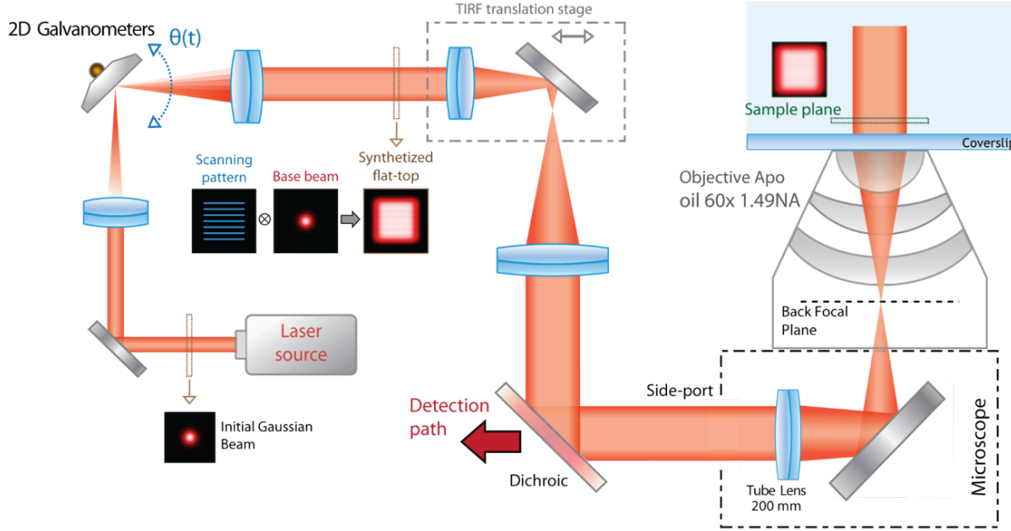 2D Galvanometers
θ(t)
TIRF translation stage
Sample plane
Coverslip
Scanning
pattern
Base beam
Synthetized
flat-top
Objective Apo
oil 60x 1.49NA
Back Focal
Plane
Laser
source
Initial Gaussian
Beam
Detection
path
Dichroic
Side-port
Tube Lens
200 mm
Microscope